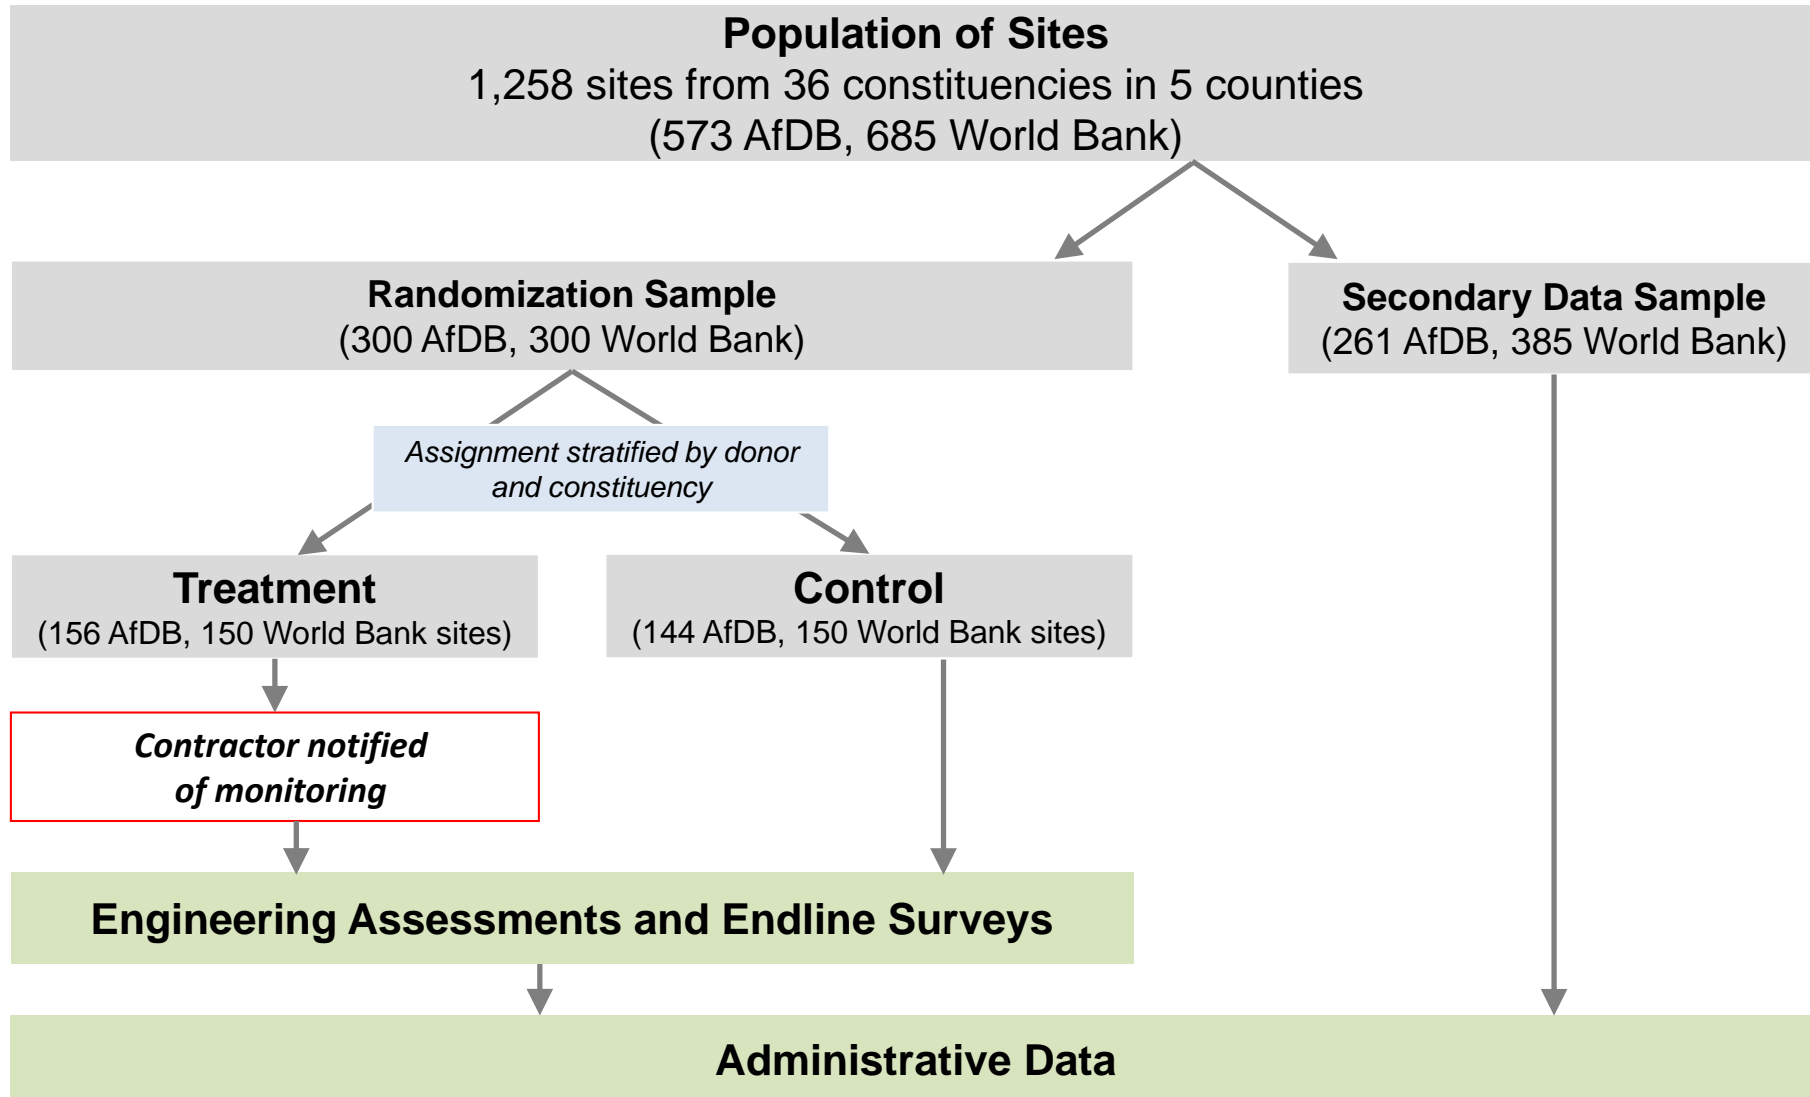 Population of Sites
1,258 sites from 36 constituencies in 5 counties
(573 AfDB, 685 World Bank)
Randomization Sample
(300 AfDB, 300 World Bank)
Secondary Data Sample
(261 AfDB, 385 World Bank)
Assignment stratified by donor
and constituency
Treatment
(156 AfDB, 150 World Bank sites)
Control
(144 AfDB, 150 World Bank sites)
Contractor notified
of monitoring
Engineering Assessments and Endline Surveys
Administrative Data